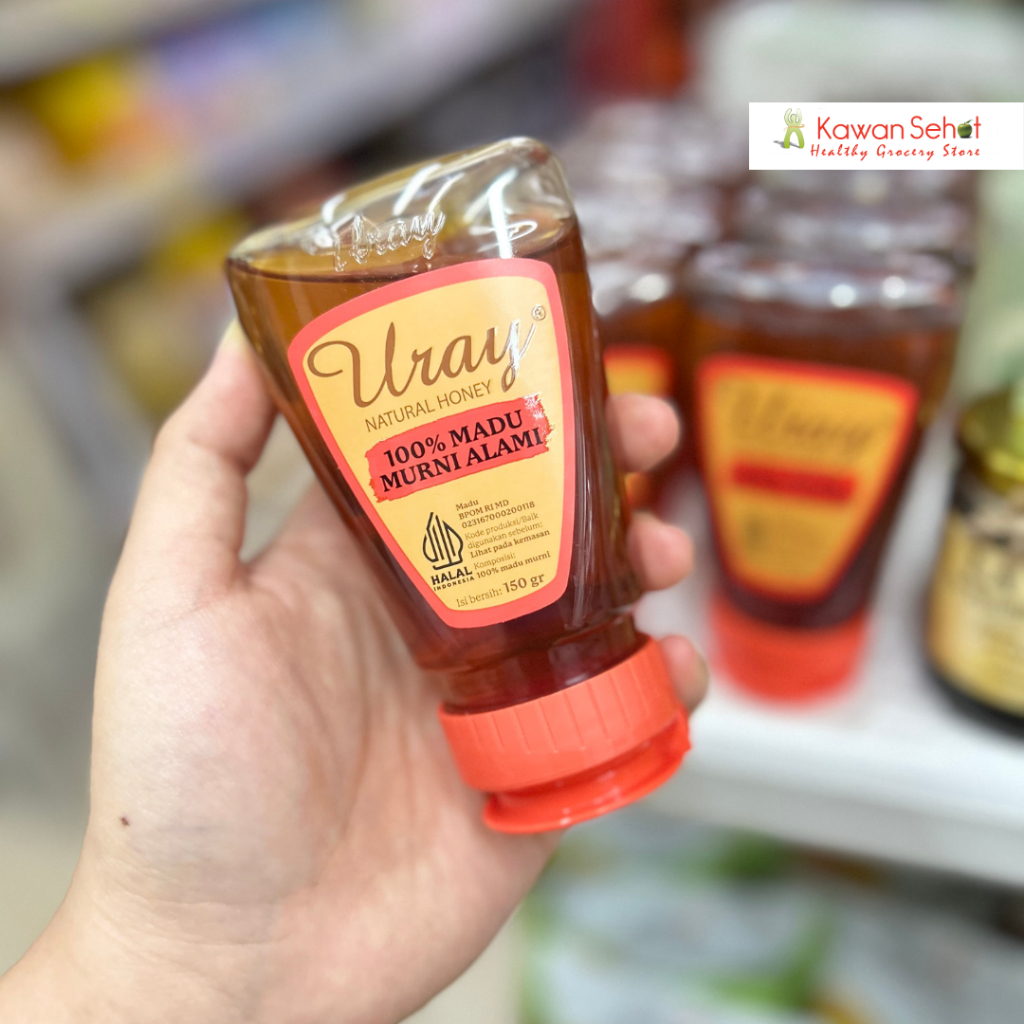 Kawan Sehat
Healthy Grocery Store
Uray
Uray®
NATURAL HONEY
100% MADU
MURNI ALAMI
Madu
BPOM RI MD
023167000200118
Kode produksi/Baik
digunakan sebelum:
Lihat pada kemasan
Komposisi:
100% madu murni
HALAL
INDONESIA
Isi bersih: 150 gr
Uray